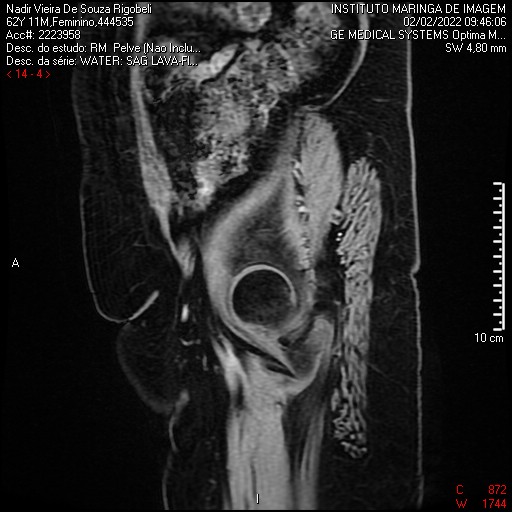 Nadir Vieira De Souza Rigobeli
62Y 11M,Feminino,444535
Acc#: 2223958
Desc. do estudo: RM  Pelve (Nao Inclu...
Desc. da série: WATER: SAG LAVA-Fl...
< 14 - 4 >
INSTITUTO MARINGA DE IMAGEM
02/02/2022 09:46:06
GE MEDICAL SYSTEMS Optima M...
SW 4,80 mm
A
10 cm
I
C 872
W 1744